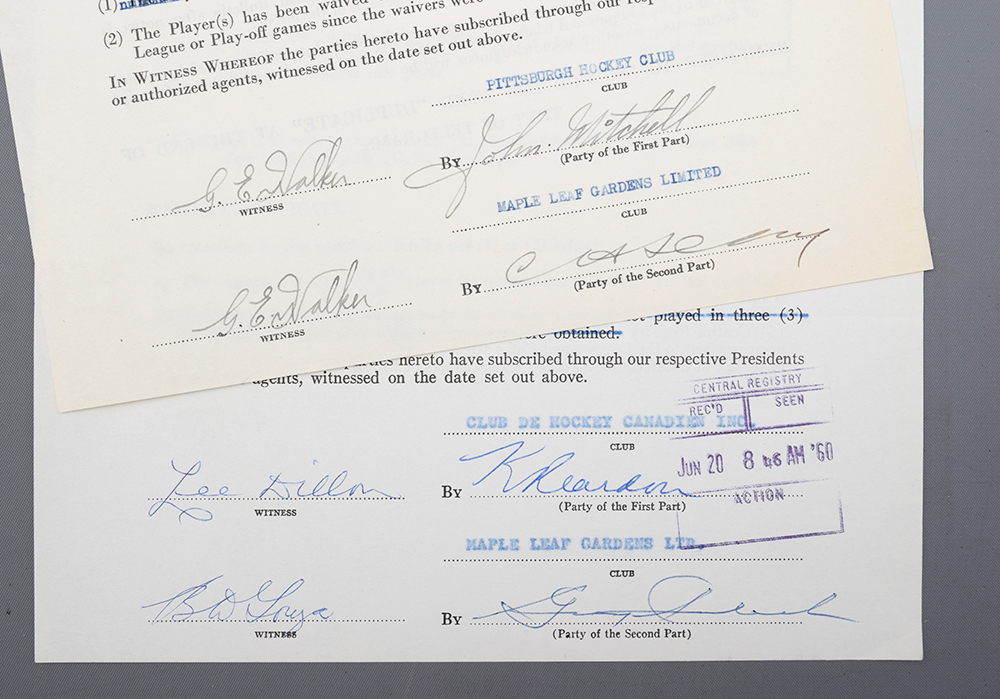 (1)
(2) The Player(s) has been waived
League or Play-off games since the waivers were
IN WITNESS WHEREOF the parties hereto have subscribed through our
or authorized agents, witnessed on the date set out above.
PITTSBURGH HOCKEY CLUB
CLUB
G. E. Walker
WITNESS
By John Mitchell
(Party of the First Part)
MAPLE LEAF GARDENS LIMITED
CLUB
G. E. Walker
WITNESS
By
(Party of the Second Part)
played in three (3)
obtained.
hereto have subscribed through our respective Presidents
agents, witnessed on the date set out above.
CENTRAL REGISTRY
REC'D SEEN
JUN 20 8 46 AM '60
ACTION
CLUB DE HOCKEY CANADIEN INC.
CLUB
Lee Dillon
WITNESS
By K Reardon
(Party of the First Part)
MAPLE LEAF GARDENS LTD.
CLUB
WITNESS
By
(Party of the Second Part)